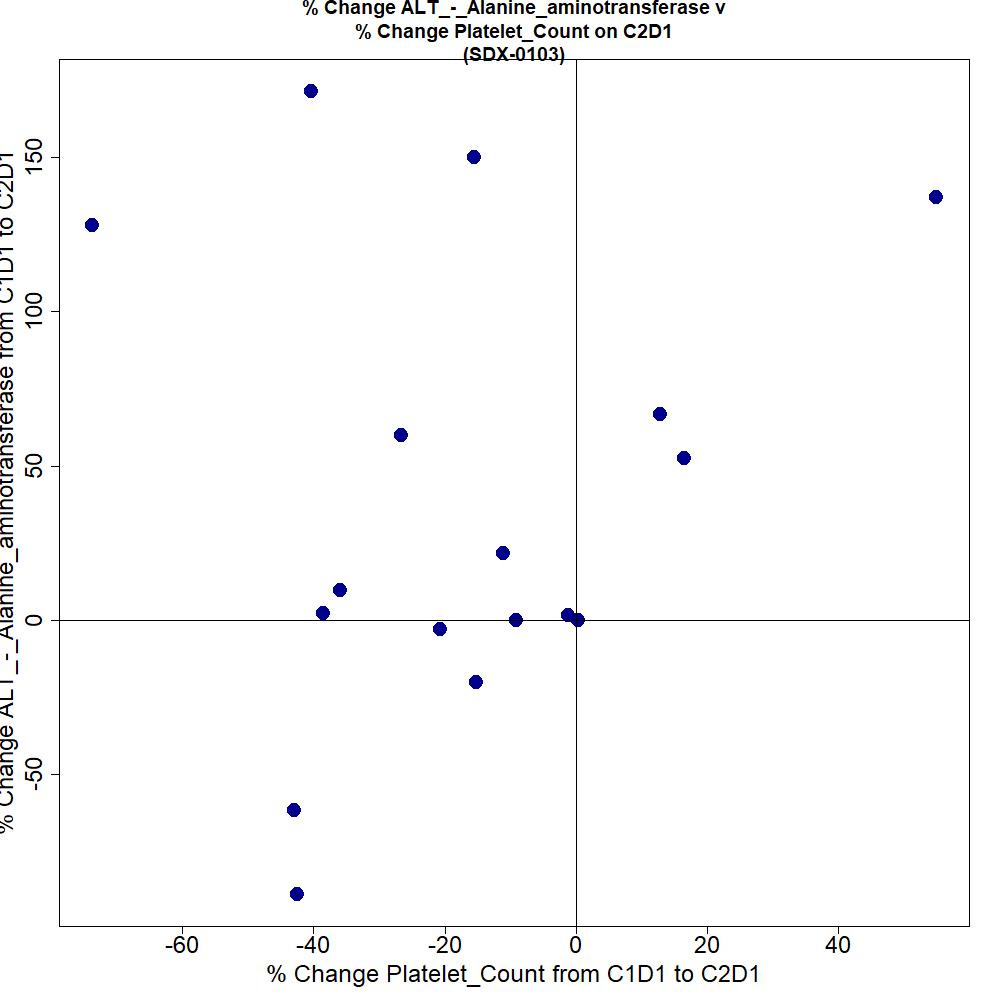 % Change ALT_-_Alanine_aminotransferase v
% Change Platelet_Count on C2D1
(SDX-0103)
% Change ALT_-_Alanine_aminotransferase from C1D1 to C2D1
150
100
50
0
-50
-60
-40
-20
0
20
40
% Change Platelet_Count from C1D1 to C2D1